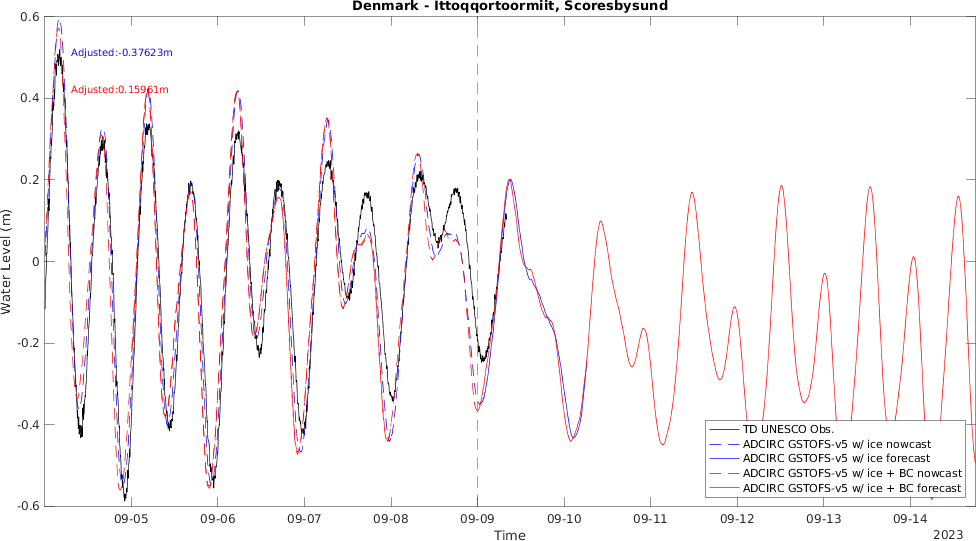 Denmark - Ittoqqortoormiit, Scoresbysund
Adjusted:-0.37623m
Adjusted:0.15961m
Water Level (m)
0.6
0.4
0.2
0
-0.2
-0.4
-0.6
TD UNESCO Obs.
ADCIRC GSTOFS-v5 w/ ice nowcast
ADCIRC GSTOFS-v5 w/ ice forecast
ADCIRC GSTOFS-v5 w/ ice + BC nowcast
ADCIRC GSTOFS-v5 w/ ice + BC forecast
09-05 09-06 09-07 09-08 09-09 09-10 09-11 09-12 09-13 09-14
2023
Time